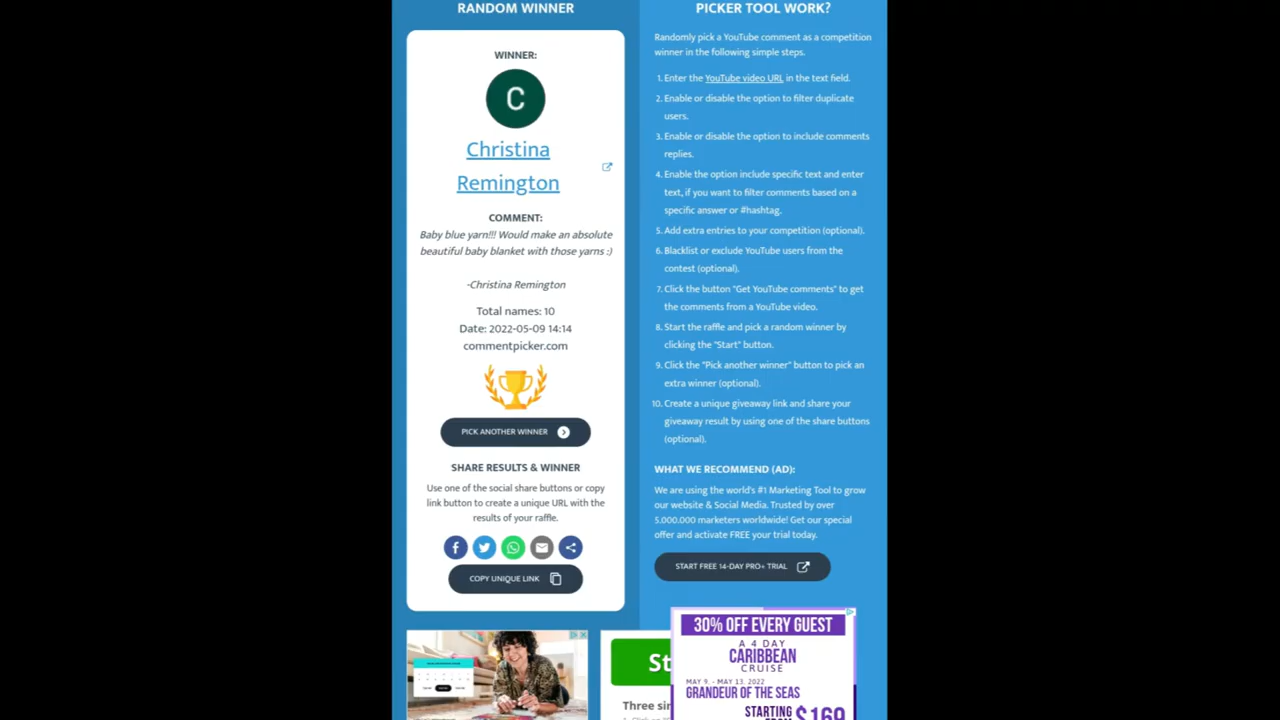 RANDOM WINNER
WINNER:
C
Christina
Remington
COMMENT:
Baby blue yarn!!! Would make an absolute
beautiful baby blanket with those yarns :)
-Christina Remington
Total names: 10
Date: 2022-05-09 14:14
commentpicker.com
PICK ANOTHER WINNER
SHARE RESULTS & WINNER
Use one of the social share buttons or copy
link button to create a unique URL with the
results of your raffle.
COPY UNIQUE LINK
PICKER TOOL WORK?
Randomly pick a YouTube comment as a competition
winner in the following simple steps.
1. Enter the YouTube video URL in the text field.
2. Enable or disable the option to filter duplicate
users.
3. Enable or disable the option to include comments
replies.
4. Enable the option include specific text and enter
text, if you want to filter comments based on a
specific answer or #hashtag.
5. Add extra entries to your competition (optional).
6. Blacklist or exclude YouTube users from the
contest (optional).
7. Click the button "Get YouTube comments" to get
the comments from a YouTube video.
8. Start the raffle and pick a random winner by
clicking the "Start" button.
9. Click the "Pick another winner" button to pick an
extra winner (optional).
10. Create a unique giveaway link and share your
giveaway result by using one of the share buttons
(optional).
WHAT WE RECOMMEND (AD):
We are using the world's #1 Marketing Tool to grow
our website & Social Media. Trusted by over
5.000.000 marketers worldwide! Get our special
offer and activate FREE your trial today.
START FREE 14-DAY PRO+ TRIAL
St
Three sim
30% OFF EVERY GUEST
A 4 DAY
CARIBBEAN
CRUISE
MAY 9. - MAY 13. 2022
GRANDEUR OF THE SEAS
STARTING
FROM $169